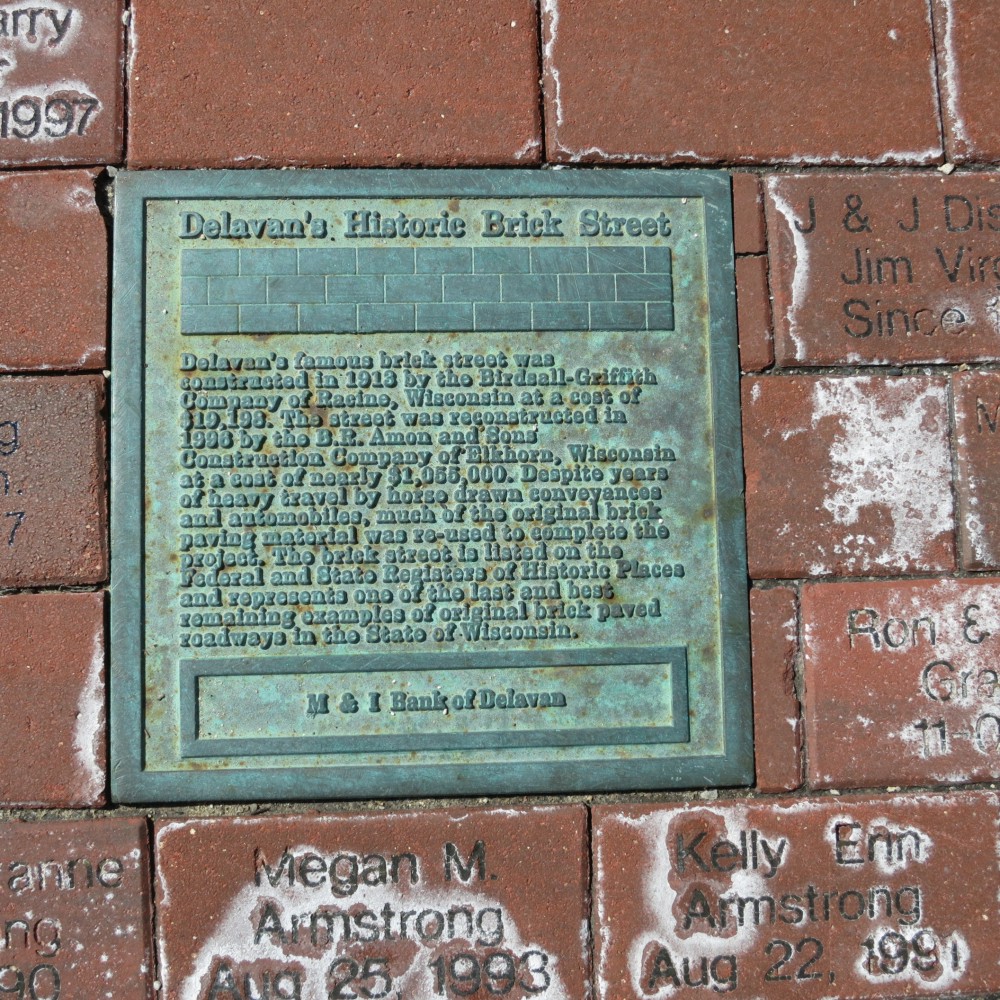 arry
1997
Delavan's Historic Brick Street
Delavan's famous brick street was
constructed in 1913 by the Birdsall-Griffith
Company of Racine, Wisconsin at a cost of
$19,193. The street was reconstructed in
1996 by the B.R. Amon and Sons
Construction Company of Elkhorn, Wisconsin
at a cost of nearly $1,055,000. Despite years
of heavy travel by horse drawn conveyances
and automobiles, much of the original brick
paving material was re-used to complete the
project. The brick street is listed on the
Federal and State Registers of Historic Places
and represents one of the last and best
remaining examples of original brick paved
roadways in the State of Wisconsin.
M & I Bank of Delavan
J & J Dis
Jim Vir
Since
g
n.
7
M
Ron &
Gra
11-0
anne
ng
90
Megan M.
Armstrong
Aug 25, 1993
Kelly Erin
Armstrong
Aug 22, 1991